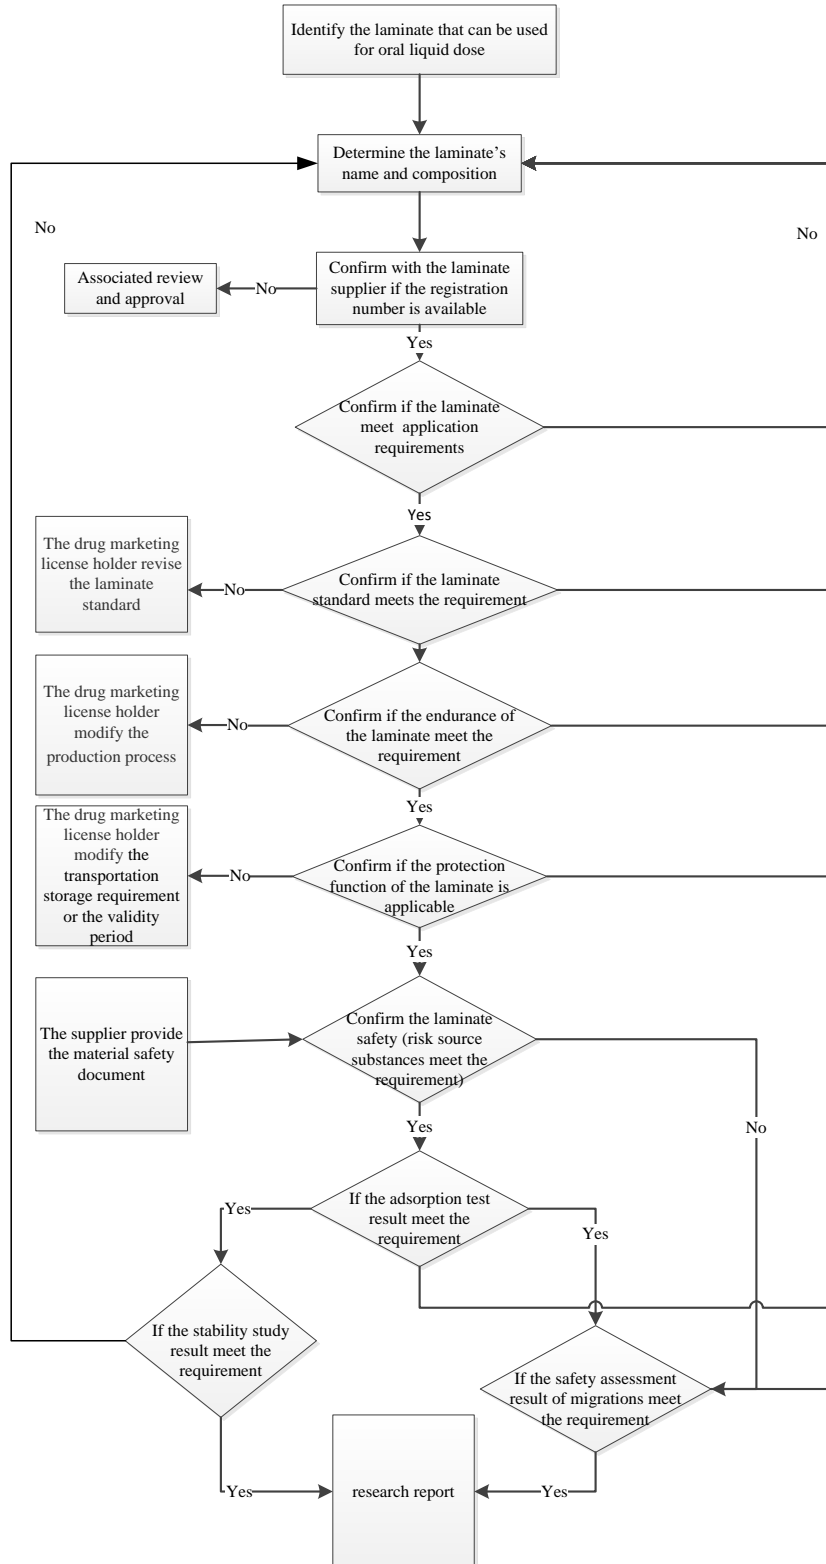 Identify the laminate that can be used
for oral liquid dose
Determine the laminate's
name and composition
No
No
Associated review
and approval
No
Confirm with the laminate
supplier if the registration
number is available
Yes
Confirm if the laminate
meet application
requirements
Yes
The drug marketing
license holder revise
the laminate
standard
No
Confirm if the laminate
standard meets the requirement
The drug marketing
license holder
modify the
production process
No
Confirm if the endurance of
the laminate meet the
requirement
Yes
The drug marketing
license holder
modify the
transportation
storage requirement
or the validity
period
No
Confirm if the protection
function of the laminate is
applicable
Yes
The supplier provide
the material safety
document
Confirm the laminate
safety (risk source
substances meet the
requirement)
No
Yes
If the adsorption test
result meet the
requirement
Yes
Yes
If the stability study
result meet the
requirement
If the safety assessment
result of migrations meet
the requirement
Yes
research report
Yes